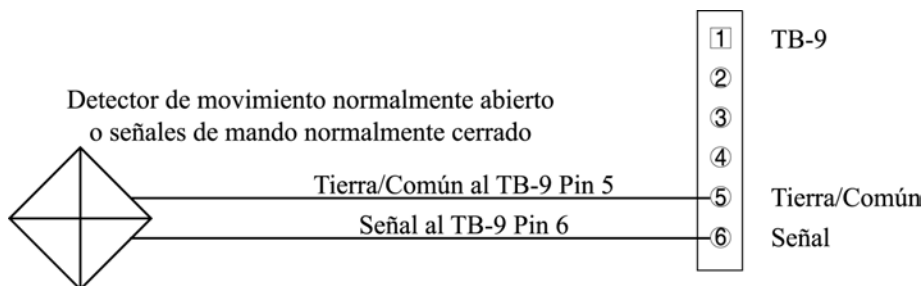 1 TB-9
2
Detector de movimiento normalmente abierto
3
o señales de mando normalmente cerrado
4
Tierra/Común al TB-9 Pin 5 5 Tierra/Común
Señal al TB-9 Pin 6 6 Señal